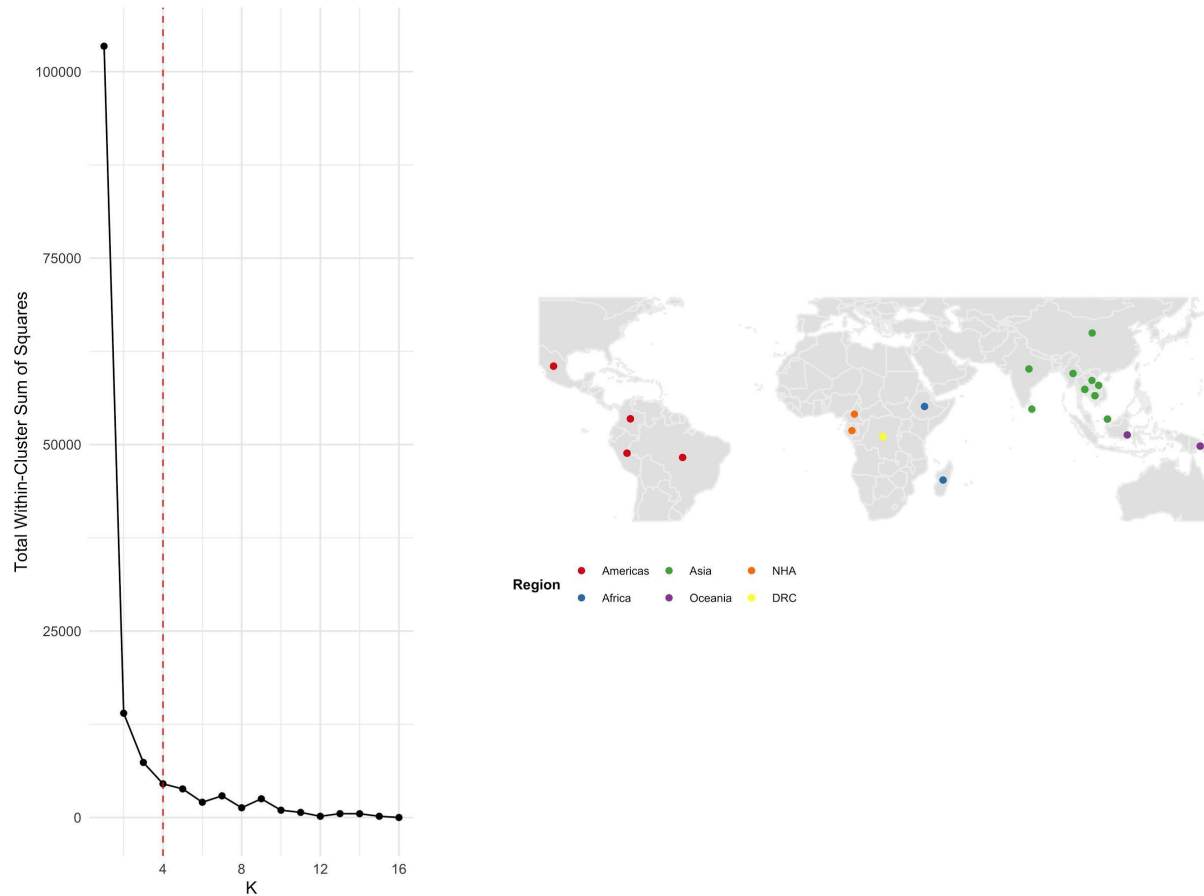 100000
75000
50000
25000
0
Total Within-Cluster Sum of Squares
4 8 12 16
K
Region
Americas Asia NHA
Africa Oceania DRC